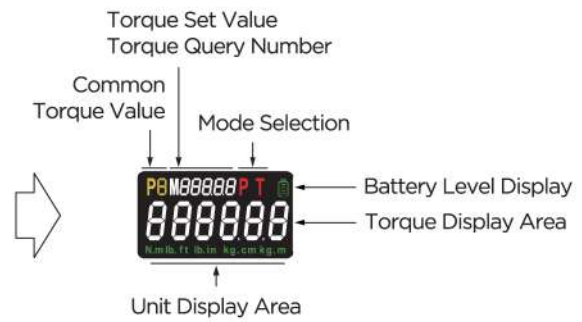 Torque Set Value
Torque Query Number
Common
Torque Value
Mode Selection
P8 M88888 P T
Battery Level Display
888888
Torque Display Area
N.m lb.ft lb.in kg.cm kg.m
Unit Display Area